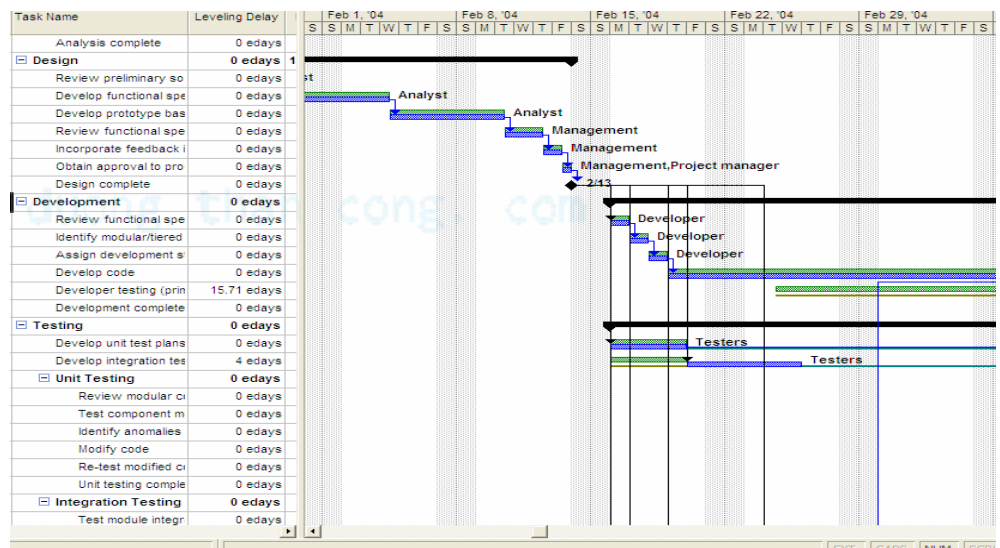 Task Name Leveling Delay Feb 1, '04 Feb 8, '04 Feb 15, '04 Feb 22, '04 Feb 29, '04
S S M T W T F S S M T W T F S S M T W T F S S M T W T F S S M T W T F S
Analysis complete 0 edays
Design 0 edays 1
Review preliminary so 0 edays st
Develop functional spe 0 edays Analyst
Develop prototype bas 0 edays Analyst
Review functional spe 0 edays Management
Incorporate feedback i 0 edays Management
Obtain approval to pro 0 edays Management,Project manager
Design complete 0 edays 2/13
Development 0 edays
Review functional spe 0 edays Developer
Identify modular/tiered 0 edays Developer
Assign development s 0 edays Developer
Develop code 0 edays
Developer testing (prin 15.71 edays
Development complete 0 edays
Testing 0 edays
Develop unit test plans 0 edays Testers
Develop integration tes 4 edays Testers
Unit Testing 0 edays
Review modular c 0 edays
Test component m 0 edays
Identify anomalies 0 edays
Modify code 0 edays
Re-test modified c 0 edays
Unit testing comple 0 edays
Integration Testing 0 edays
Test module integr 0 edays
NUM